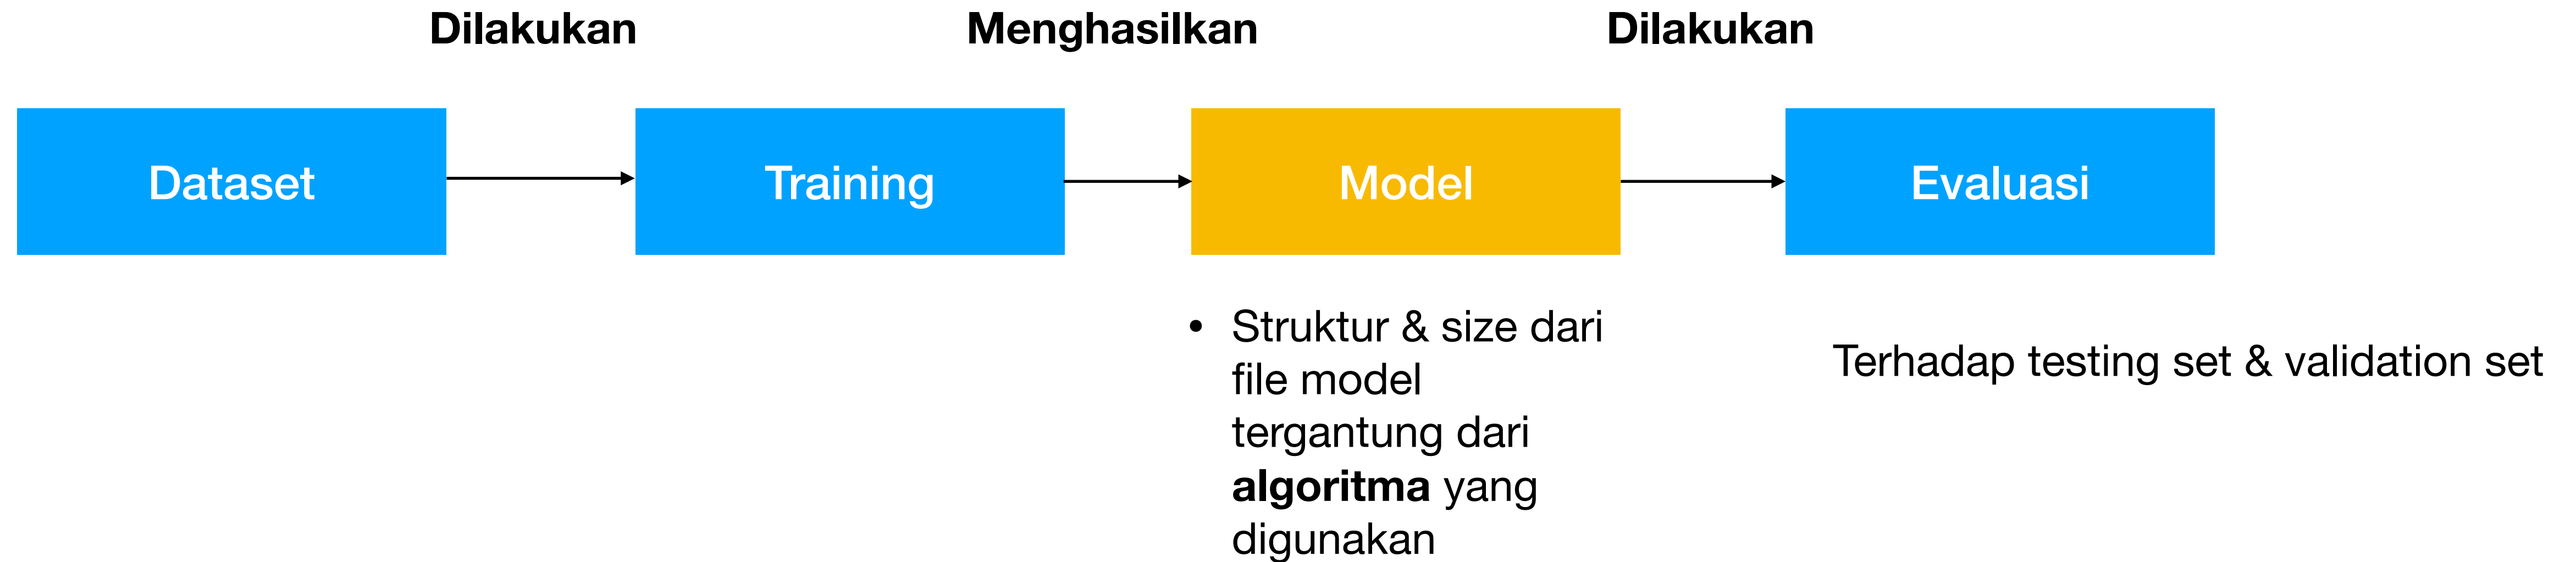 Dilakukan
Menghasilkan
Dilakukan
Dataset
Training
Model
Evaluasi
• Struktur & size dari
file model
tergantung dari
algoritma yang
digunakan
Terhadap testing set & validation set